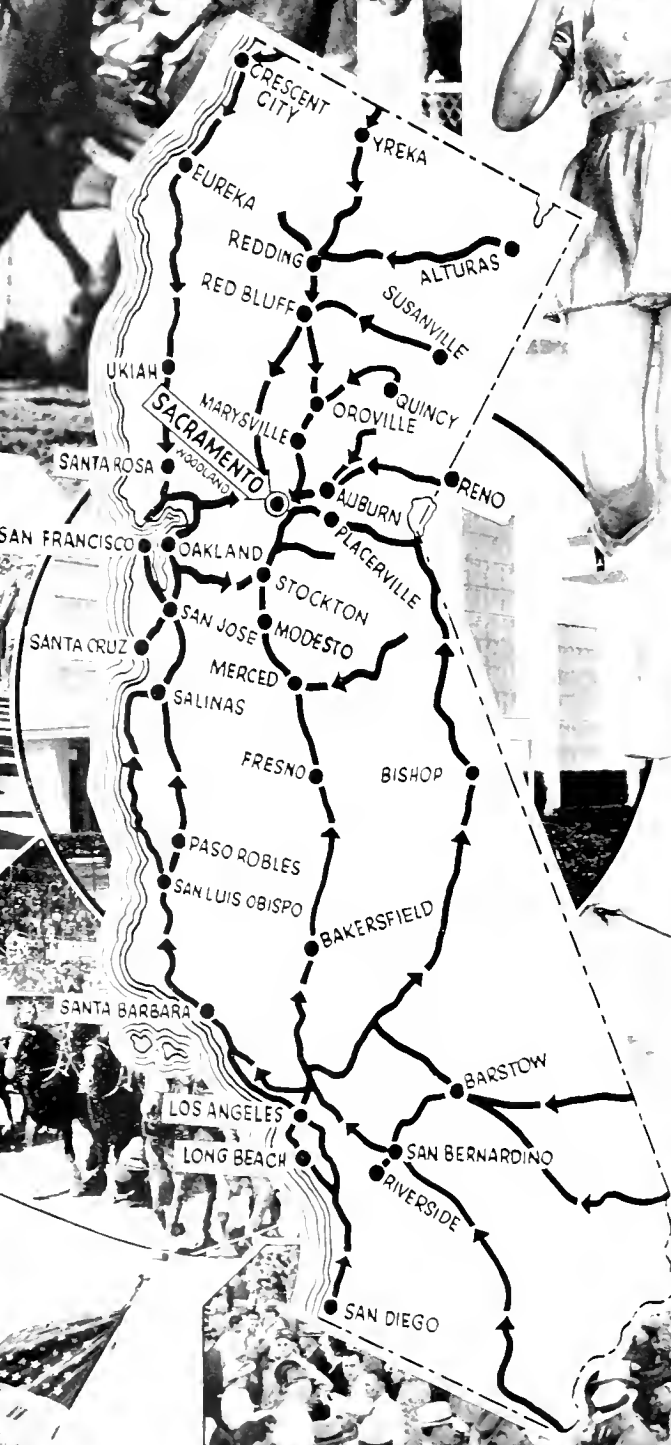 CRESCENT
CITY
YREKA
EUREKA
REDDING
ALTURAS
RED BLUFF
SUSANVILLE
UKIAH
QUINCY
OROVILLE
MARYSVILLE
SACRAMENTO
WOODLAND
SANTA ROSA
AUBURN
RENO
PLACERVILLE
SAN FRANCISCO
OAKLAND
STOCKTON
SAN JOSE
MODESTO
SANTA CRUZ
MERCED
SALINAS
FRESNO
BISHOP
PASO ROBLES
SAN LUIS OBISPO
BAKERSFIELD
SANTA BARBARA
BARSTOW
LOS ANGELES
LONG BEACH
SAN BERNARDINO
RIVERSIDE
SAN DIEGO